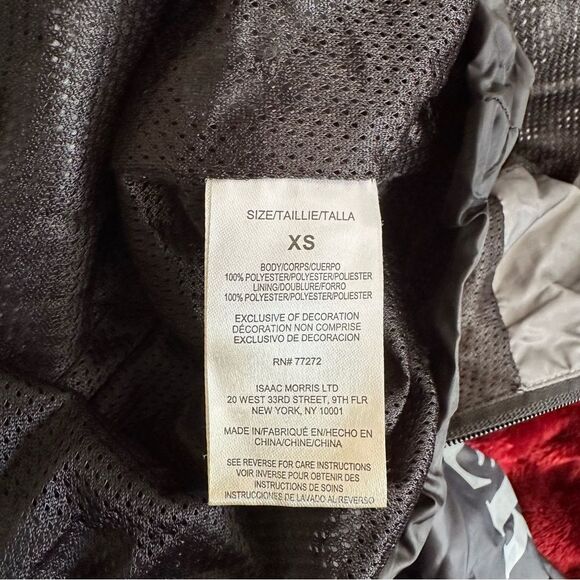 SIZE/TAILLIE/TALLA
XS
BODY/CORPS/CUERPO
100% POLYESTER/POLYESTER/POLIESTER
LINING/DOUBLURE/FORRO
100% POLYESTER/POLYESTER/POLIESTER
EXCLUSIVE OF DECORATION
DÉCORATION NON COMPRISE
EXCLUSIVO DE DECORACION
RN# 77272
ISAAC MORRIS LTD
20 WEST 33RD STREET, 9TH FLR
NEW YORK, NY 10001
MADE IN/FABRIQUÉ EN/HECHO EN
CHINA/CHINE/CHINA
SEE REVERSE FOR CARE INSTRUCTIONS
VOIR INVERSE POUR OBTENIR DES
INSTRUCTIONS DE SOINS
INSTRUCCIONES DE LAVADO AL REVERSO